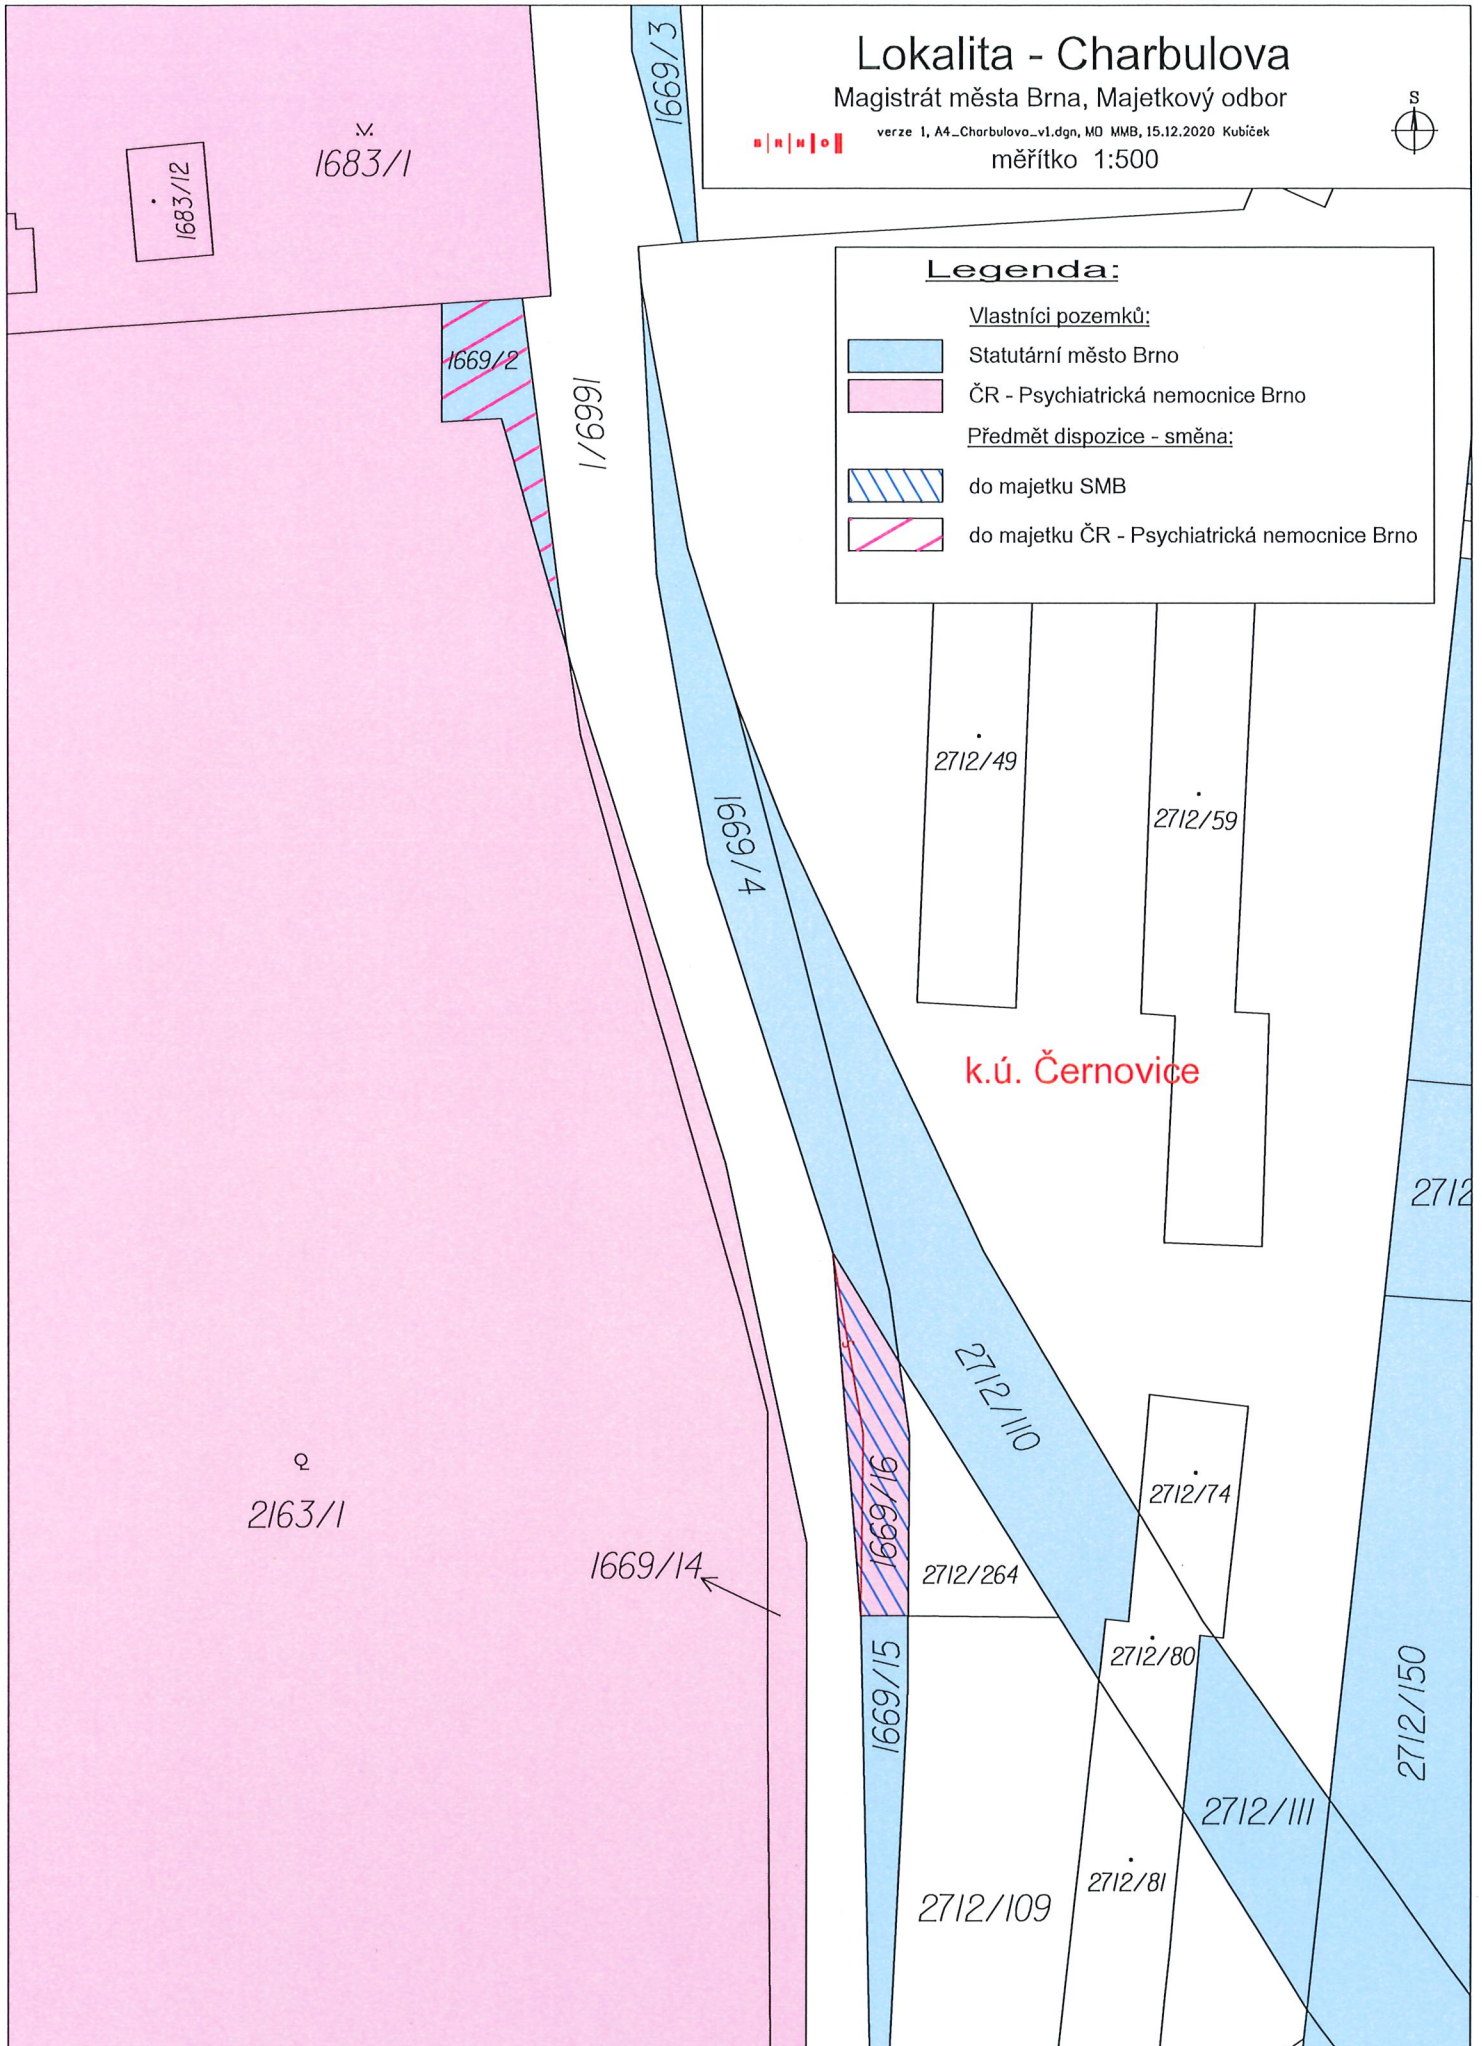 Lokalita - Charbulova
Magistrát města Brna, Majetkový odbor
verze 1, A4_Charbulova_v1.dgn, MO MMB, 15.12.2020 Kubíček
B R N O
měřítko 1:500
S
Legenda:
Vlastníci pozemků:
Statutární město Brno
ČR - Psychiatrická nemocnice Brno
Předmět dispozice - směna:
do majetku SMB
do majetku ČR - Psychiatrická nemocnice Brno
1669/3
1683/1
1683/12
1669/2
1669/1
2712/49
2712/59
1669/4
k.ú. Černovice
2712
2712/110
2163/1
1669/14
1669/16
2712/74
2712/264
2712/80
1669/15
2712/150
2712/111
2712/81
2712/109